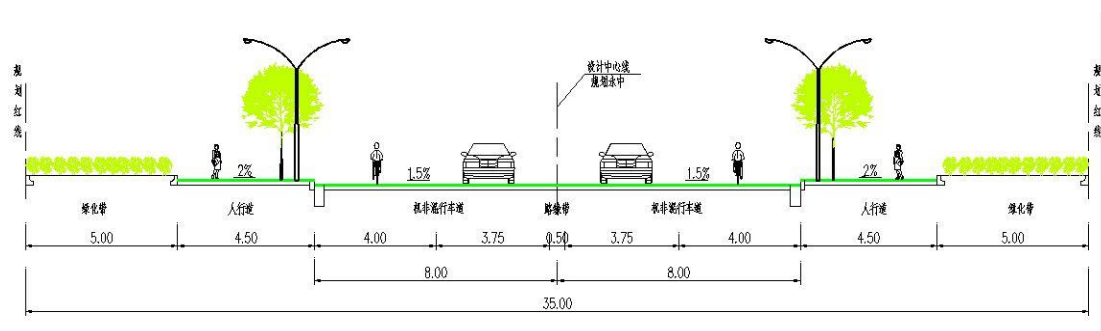 规划红线
设计中心线
规划永中
规划红线
2%
1.5%
1.5%
2%
绿化带
人行道
机非混行车道
路缘带
机非混行车道
人行道
绿化带
5.00
4.50
4.00
3.75
0.50
3.75
4.00
4.50
5.00
8.00
8.00
35.00